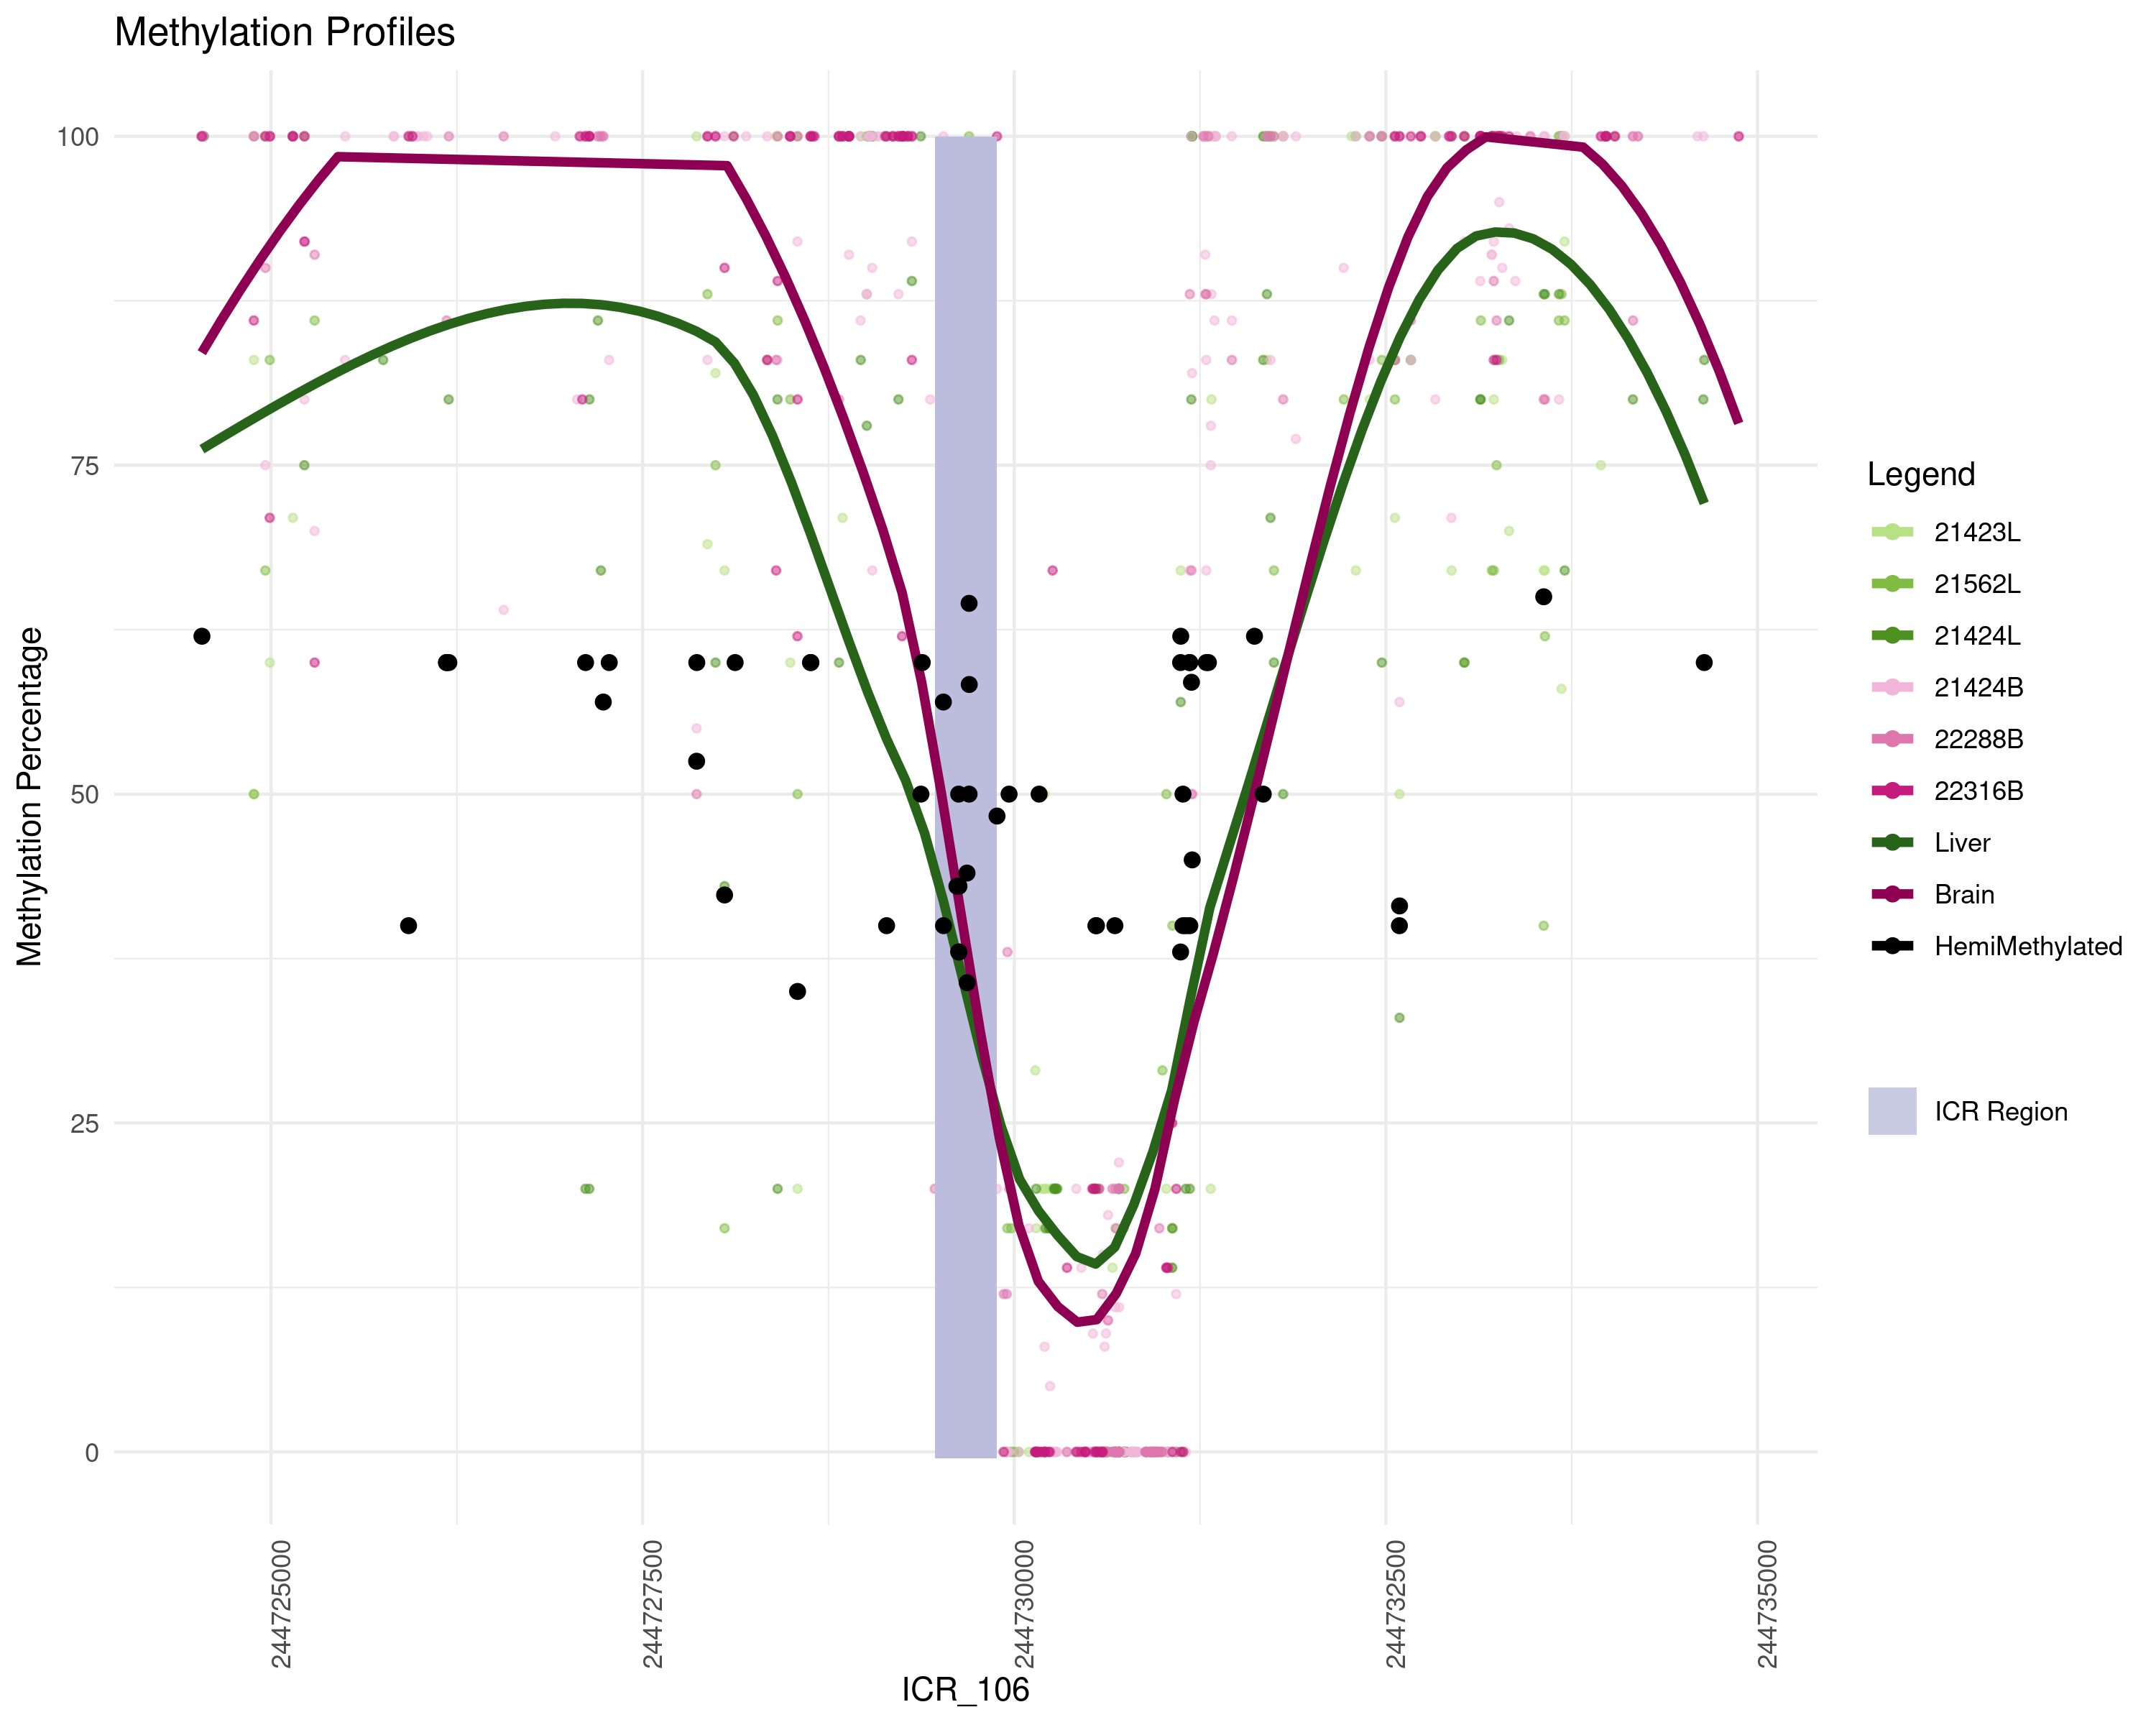 Methylation Profiles
Methylation Percentage
100
75
50
25
0
244725000
244727500
244730000
244732500
244735000
ICR_106
Legend
21423L
21562L
21424L
21424B
22288B
22316B
Liver
Brain
HemiMethylated
ICR Region